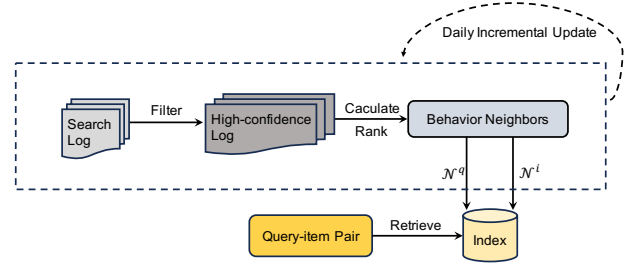 Daily Incremental Update
Search
Log
Filter
High-confidence
Log
Caculate
Rank
Behavior Neighbors
𝒩^q
𝒩^i
Query-item Pair
Retrieve
Index